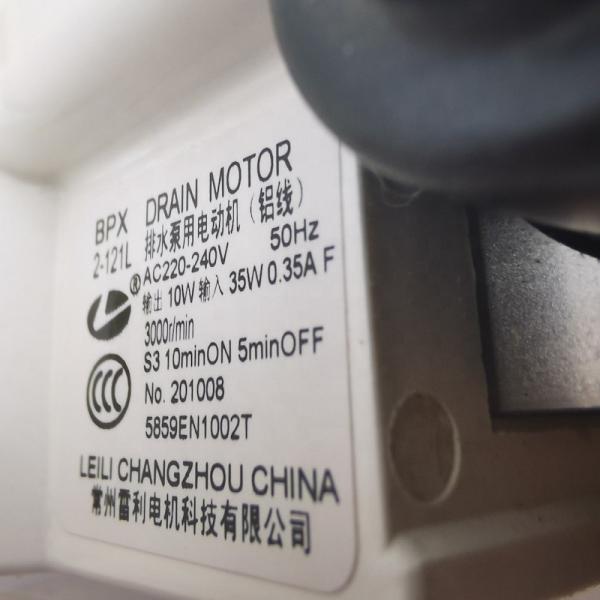 BPX DRAIN MOTOR
2-121L 排水泵用电动机（铝线）
AC220-240V 50Hz
输出 10W 输入 35W 0.35A F
3000r/min
S3 10minON 5minOFF
No. 201008
5859EN1002T
LEILI CHANGZHOU CHINA
常州雷利电机科技有限公司